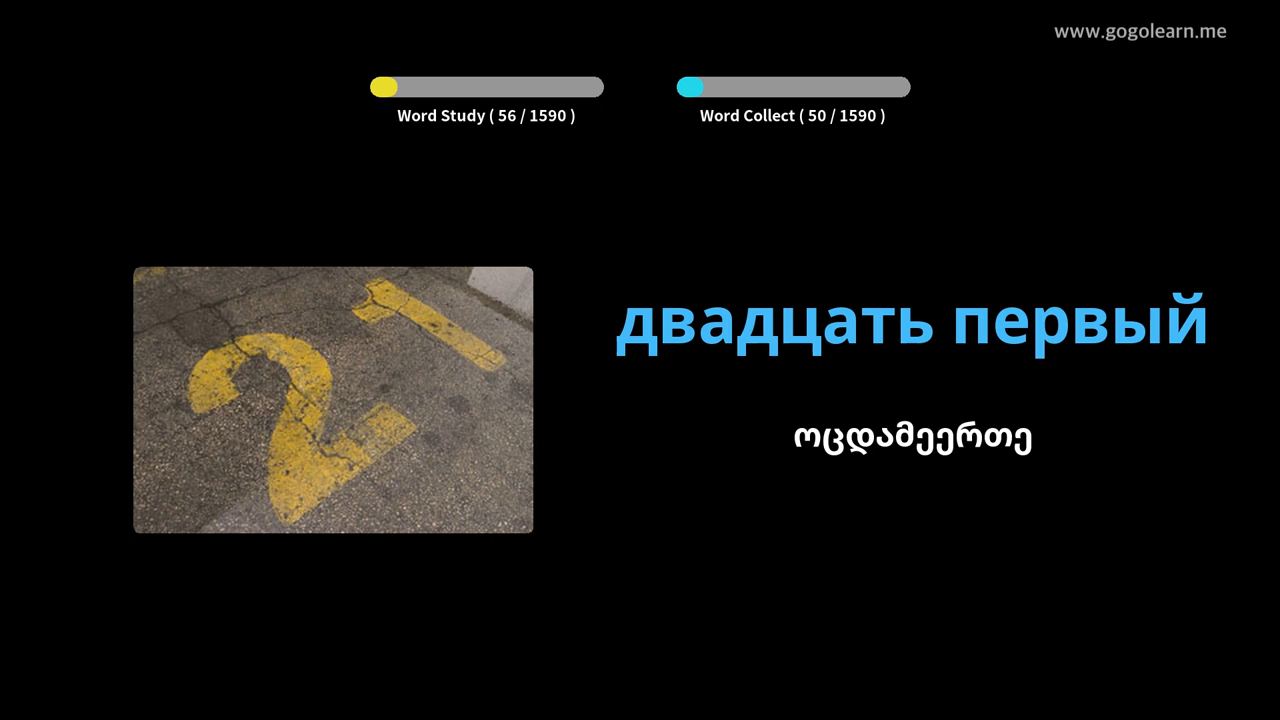 www.gogolearn.me
Word Study ( 56 / 1590 )
Word Collect ( 50 / 1590 )
21
двадцать первый
ოცდამეერთე